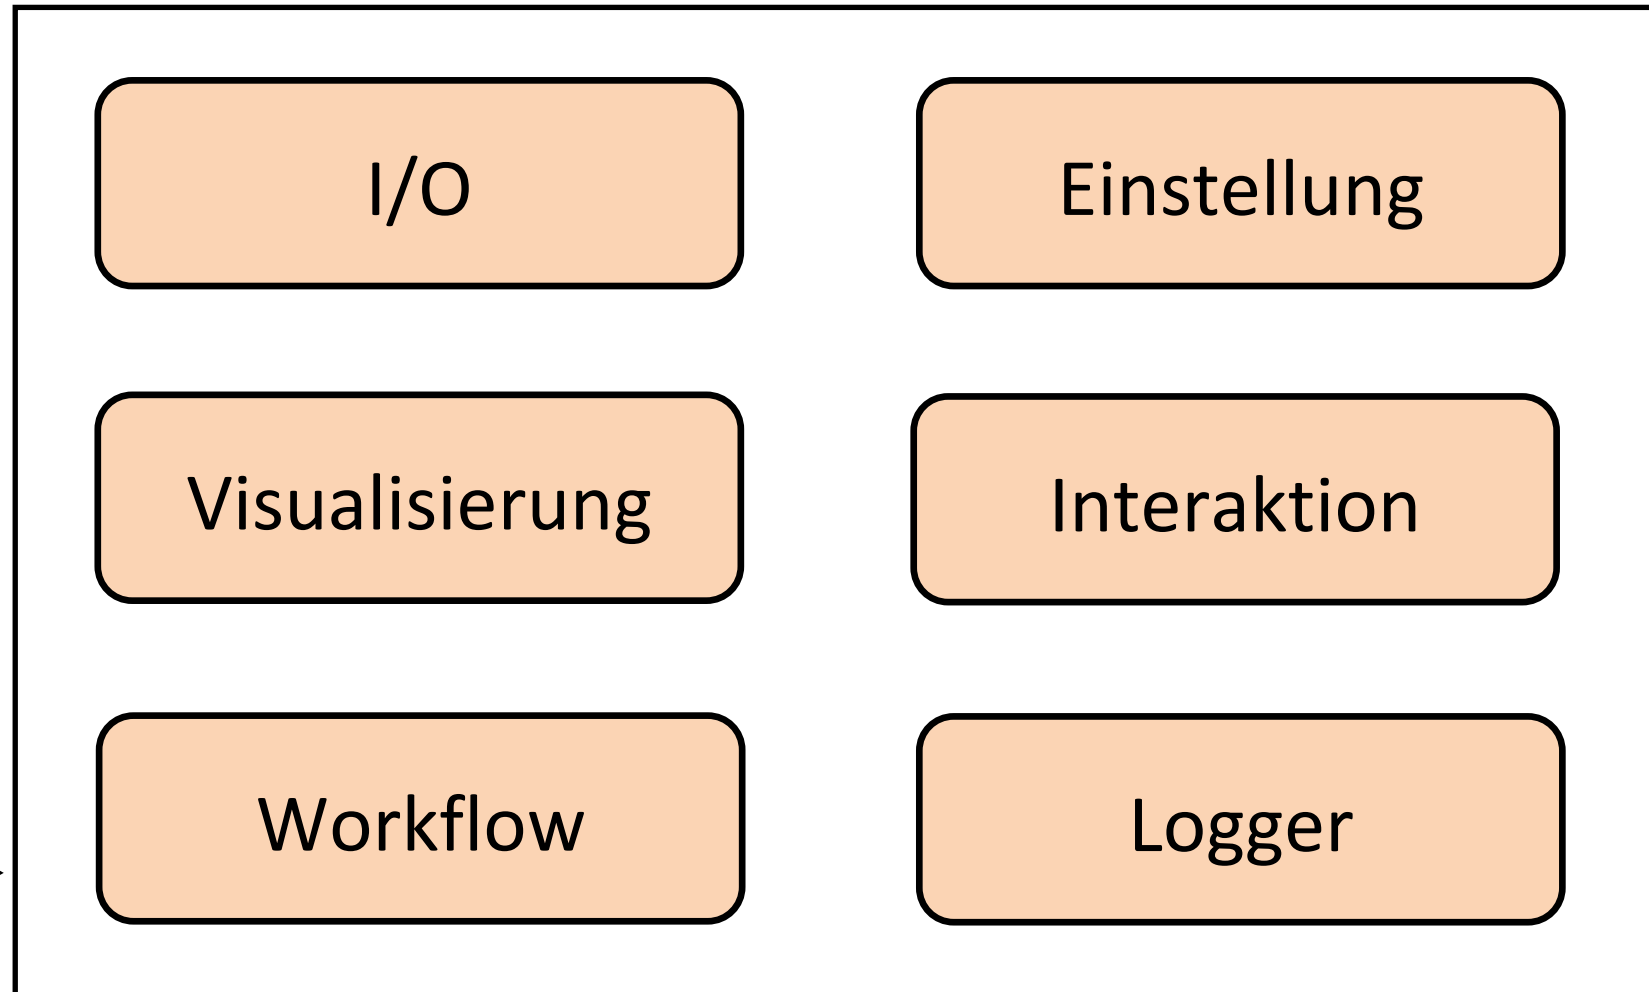 I/O
Einstellung
Visualisierung
Interaktion
Workflow
Logger